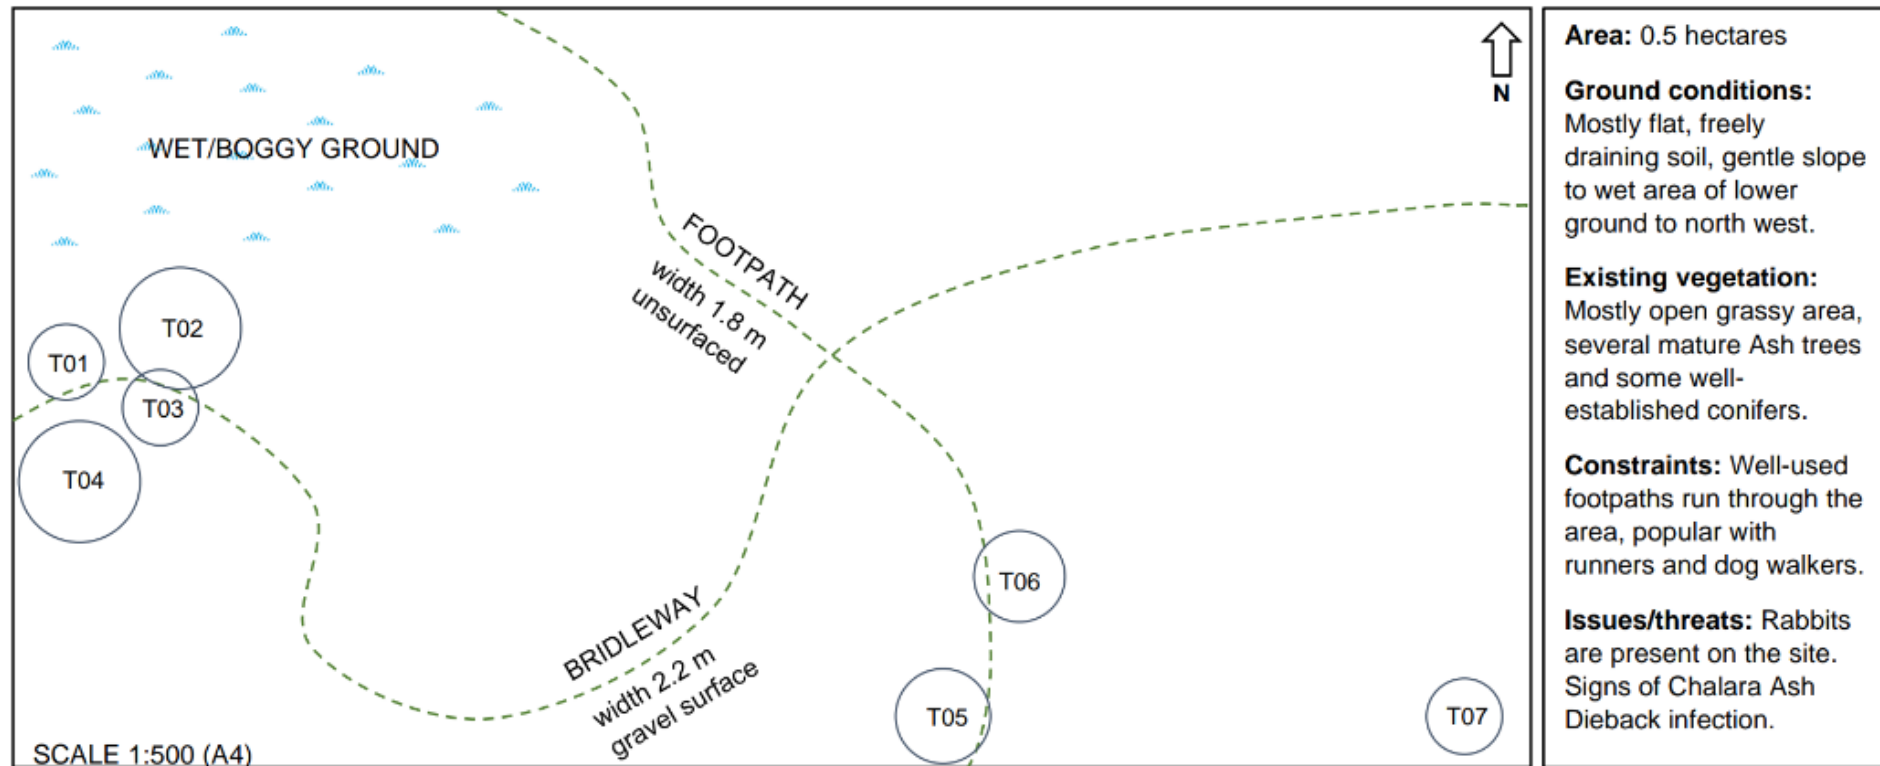 N
WET/BOGGY GROUND
FOOTPATH
width 1.8 m
unsurfaced
T02
T01
T03
T04
T06
BRIDLEWAY
width 2.2 m
gravel surface
T05
T07
SCALE 1:500 (A4)
Area: 0.5 hectares
Ground conditions:
Mostly flat, freely
draining soil, gentle slope
to wet area of lower
ground to north west.
Existing vegetation:
Mostly open grassy area,
several mature Ash trees
and some well-
established conifers.
Constraints: Well-used
footpaths run through the
area, popular with
runners and dog walkers.
Issues/threats: Rabbits
are present on the site.
Signs of Chalara Ash
Dieback infection.